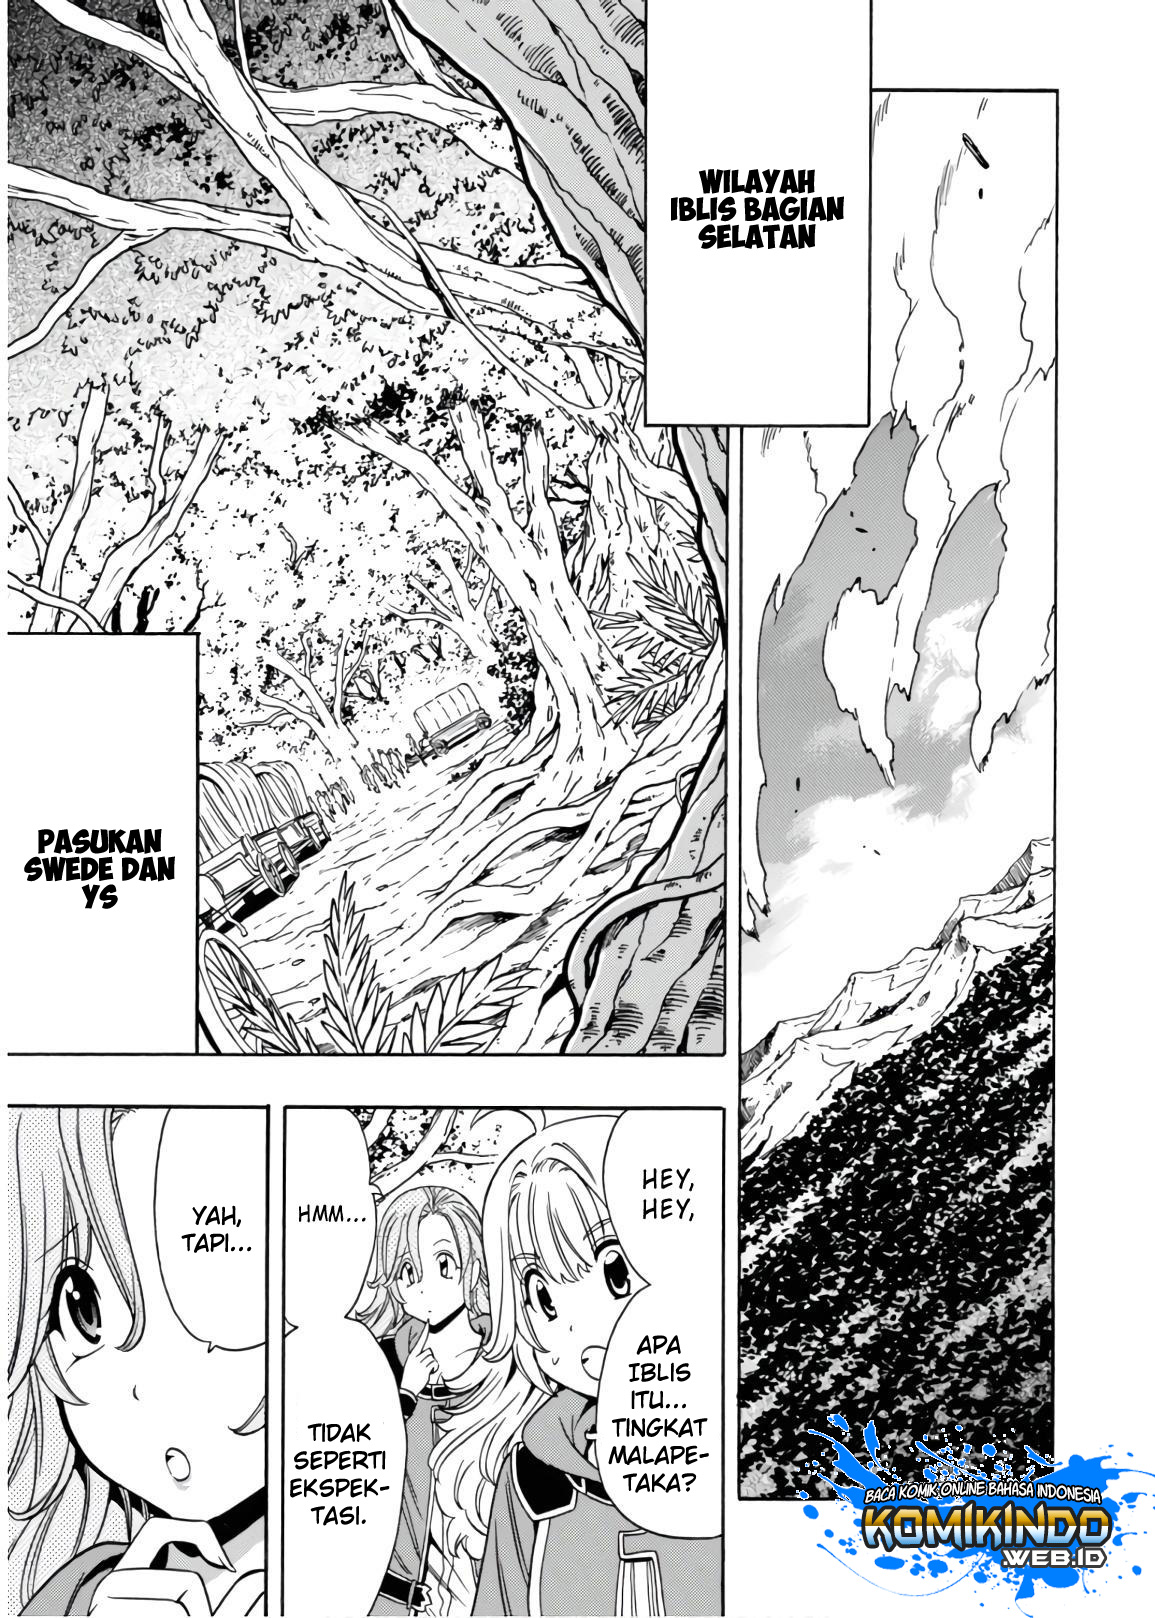 WILAYAH
IBLIS BAGIAN
SELATAN
PASUKAN
SWEDE DAN
YS
HEY,
HEY,
APA
IBLIS
ITU...
TINGKAT
MALAPE-
TAKA?
HMM...
TIDAK
SEPERTI
EKSPEK-
TASI.
YAH,
TAPI...
BACA KOMIK ONLINE BAHASA INDONESIA
KOMIKINDO
.WEB.ID